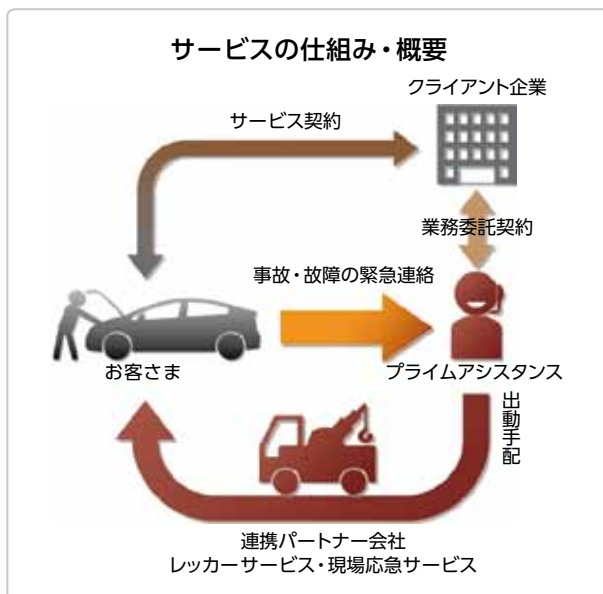 サービスの仕組み・概要
クライアント企業
サービス契約
業務委託契約
事故・故障の緊急連絡
お客さま
プライムアシスタンス
出動手配
連携パートナー会社
レッカーサービス・現場応急サービス